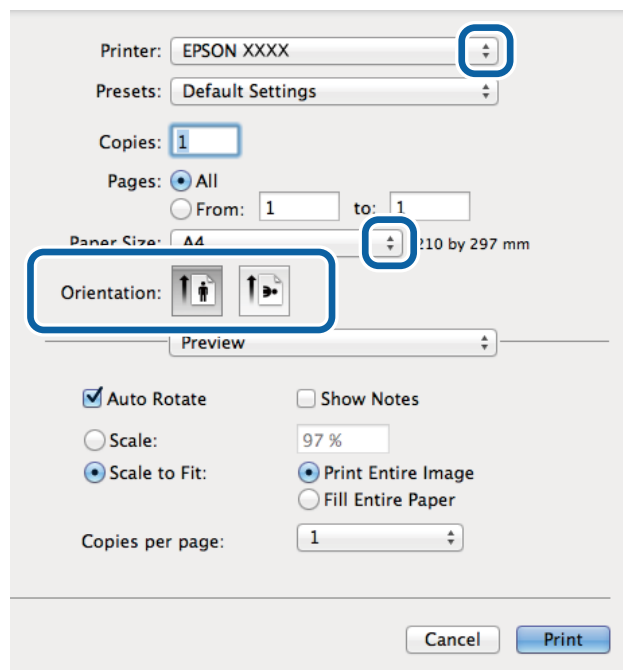 Printer: EPSON XXXX
Presets: Default Settings
Copies: 1
Pages: All
From: 1 to: 1
Paper Size: A4 210 by 297 mm
Orientation:
Preview
Auto Rotate Show Notes
Scale: 97 %
Scale to Fit: Print Entire Image
Fill Entire Paper
Copies per page: 1
Cancel Print